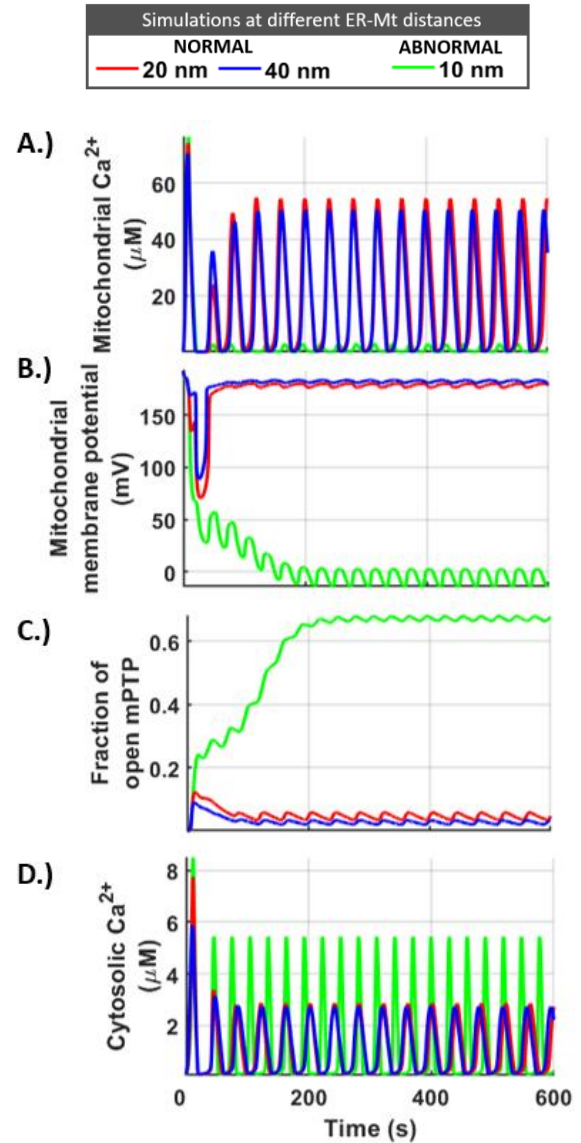 Simulations at different ER-Mt distances
NORMAL ABNORMAL
20 nm 40 nm 10 nm
A.)
Mitochondrial Ca²⁺
(μM)
60
40
20
B.)
Mitochondrial
membrane potential
(mV)
150
100
50
0
C.)
Fraction of
open mPTP
0.6
0.4
0.2
D.)
Cytosolic Ca²⁺
(μM)
8
6
4
2
0 200 400 600
Time (s)